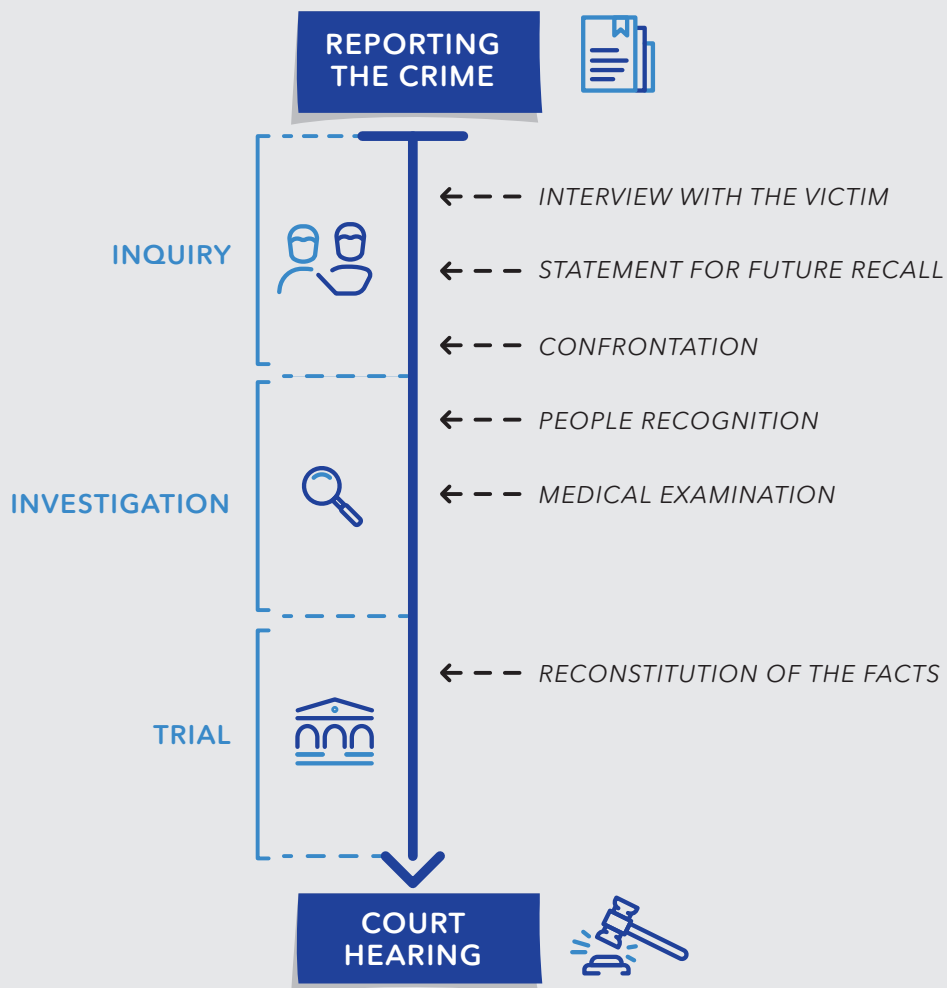 REPORTING
THE CRIME
INTERVIEW WITH THE VICTIM
INQUIRY
STATEMENT FOR FUTURE RECALL
CONFRONTATION
PEOPLE RECOGNITION
INVESTIGATION
MEDICAL EXAMINATION
RECONSTITUTION OF THE FACTS
TRIAL
COURT
HEARING